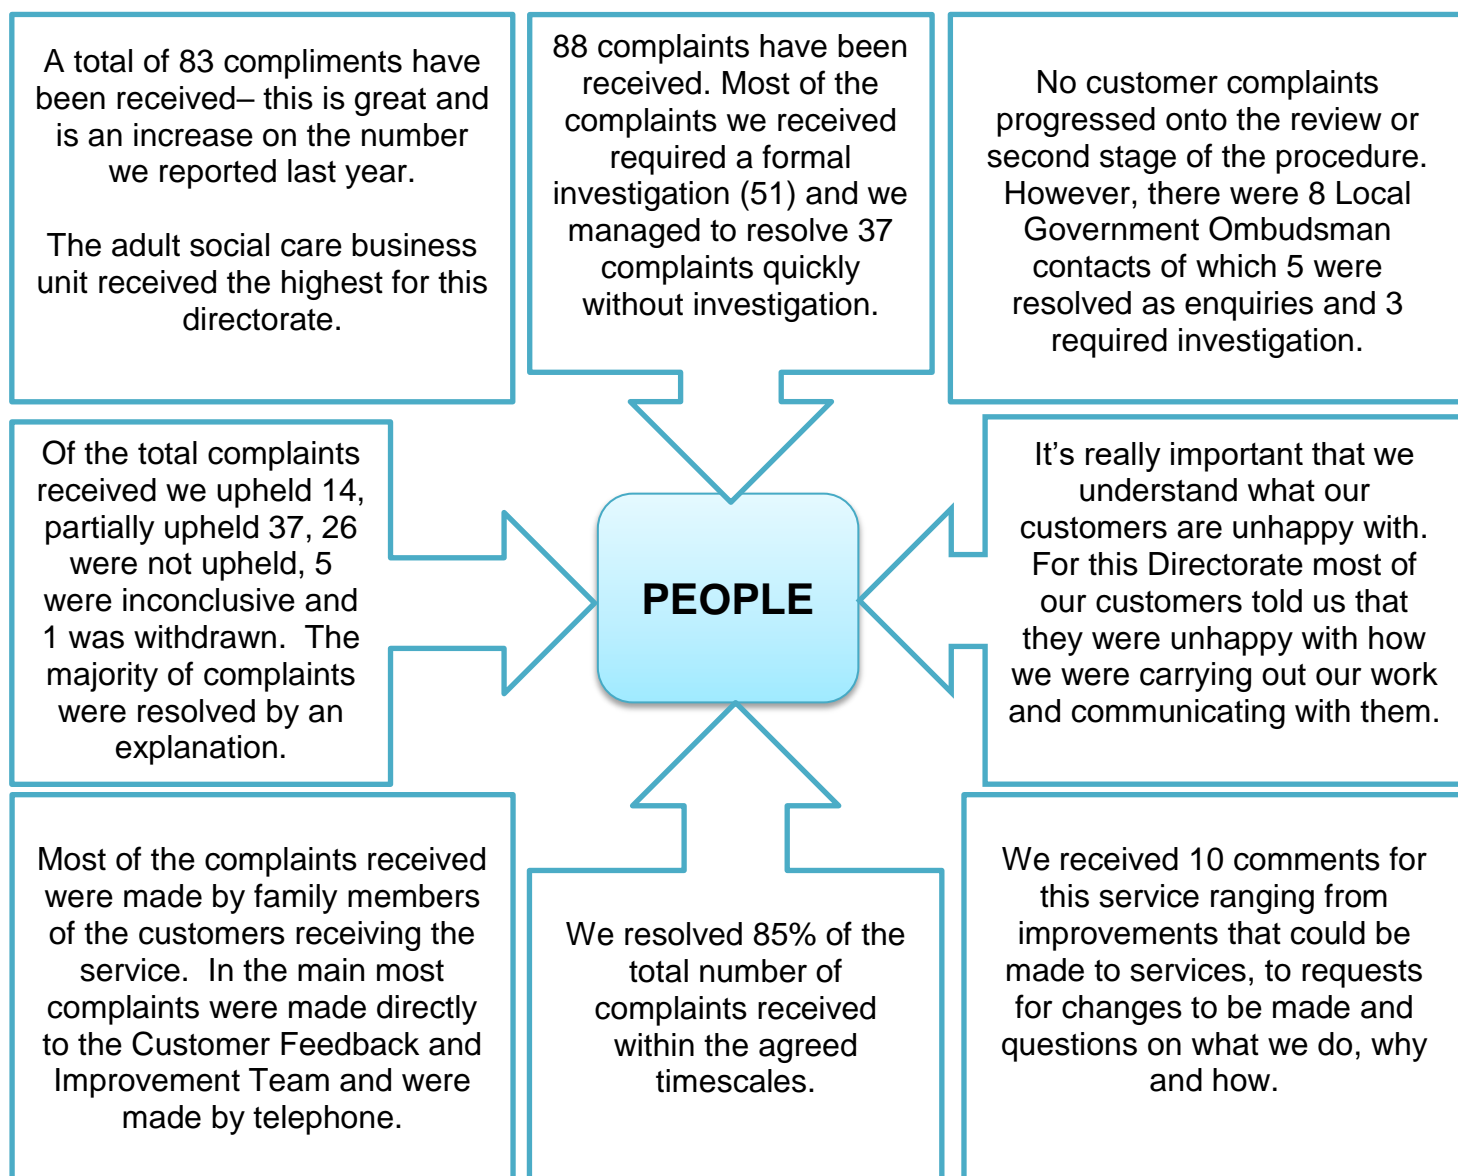 A total of 83 compliments have
been received– this is great and
is an increase on the number
we reported last year.
The adult social care business
unit received the highest for this
directorate.
88 complaints have been
received. Most of the
complaints we received
required a formal
investigation (51) and we
managed to resolve 37
complaints quickly
without investigation.
No customer complaints
progressed onto the review or
second stage of the procedure.
However, there were 8 Local
Government Ombudsman
contacts of which 5 were
resolved as enquiries and 3
required investigation.
Of the total complaints
received we upheld 14,
partially upheld 37, 26
were not upheld, 5
were inconclusive and
1 was withdrawn.  The
majority of complaints
were resolved by an
explanation.
PEOPLE
It’s really important that we
understand what our
customers are unhappy with.
For this Directorate most of
our customers told us that
they were unhappy with how
we were carrying out our work
and communicating with them.
Most of the complaints received
were made by family members
of the customers receiving the
service.  In the main most
complaints were made directly
to the Customer Feedback and
Improvement Team and were
made by telephone.
We resolved 85% of the
total number of
complaints received
within the agreed
timescales.
We received 10 comments for
this service ranging from
improvements that could be
made to services, to requests
for changes to be made and
questions on what we do, why
and how.